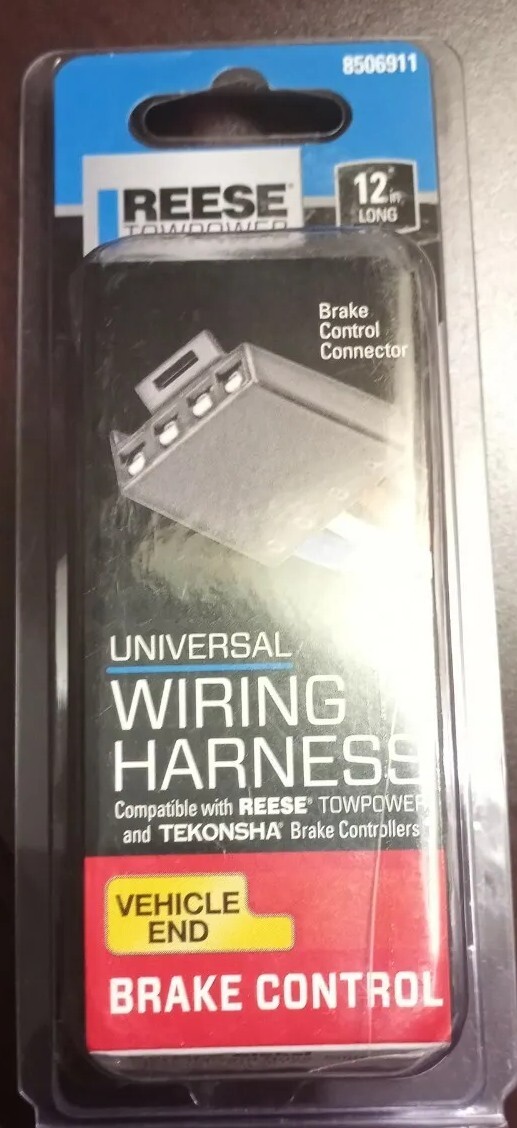 8506911
REESE®
TOWPOWER
12 in.
LONG
Brake
Control
Connector
UNIVERSAL
WIRING
HARNESS
Compatible with REESE® TOWPOWER
and TEKONSHA® Brake Controllers
VEHICLE
END
BRAKE CONTROL